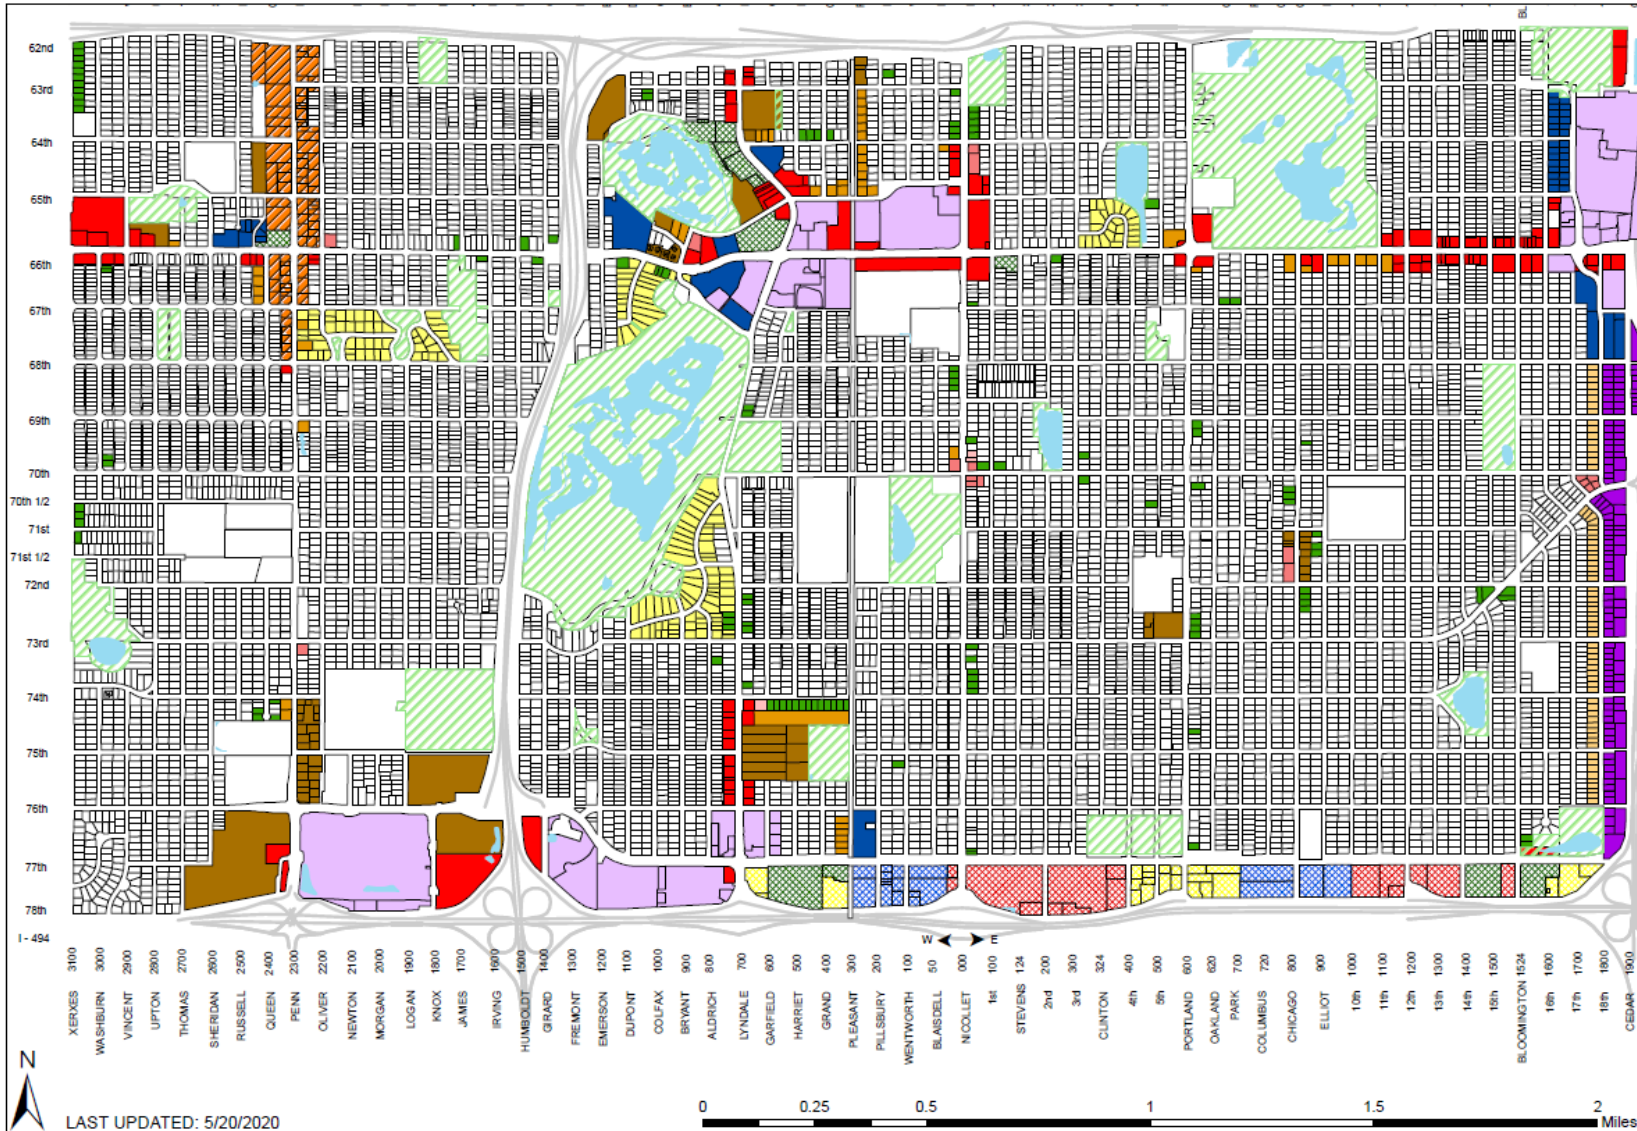 BL
62nd
63rd
64th
65th
66th
67th
68th
69th
70th
70th 1/2
71st
71st 1/2
72nd
73rd
74th
75th
76th
77th
78th
I - 494
W E
3100 3000 2900 2800 2700 2600 2500 2400 2300 2200 2100 2000 1900 1800 1700 1600 1500 1400 1300 1200 1100 1000 900 800 700 600 500 400 300 200 100 50 000 100 124 200 300 324 400 500 600 620 700 720 800 900 1000 1100 1200 1300 1400 1500 1524 1600 1700 1800 1900
XERXES WASHBURN VINCENT UPTON THOMAS SHERIDAN RUSSELL QUEEN PENN OLIVER NEWTON MORGAN LOGAN KNOX JAMES IRVING HUMBOLDT GIRARD FREMONT EMERSON DUPONT COLFAX BRYANT ALDRICH LYNDALE GARFIELD HARRIET GRAND PLEASANT PILLSBURY WENTWORTH BLAISDELL NICOLLET 1st STEVENS 2nd 3rd CLINTON 4th 5th PORTLAND OAKLAND PARK COLUMBUS CHICAGO ELLIOT 10th 11th 12th 13th 14th 15th BLOOMINGTON 16th 17th 18th CEDAR
N
LAST UPDATED: 5/20/2020
0 0.25 0.5 1 1.5 2
Miles